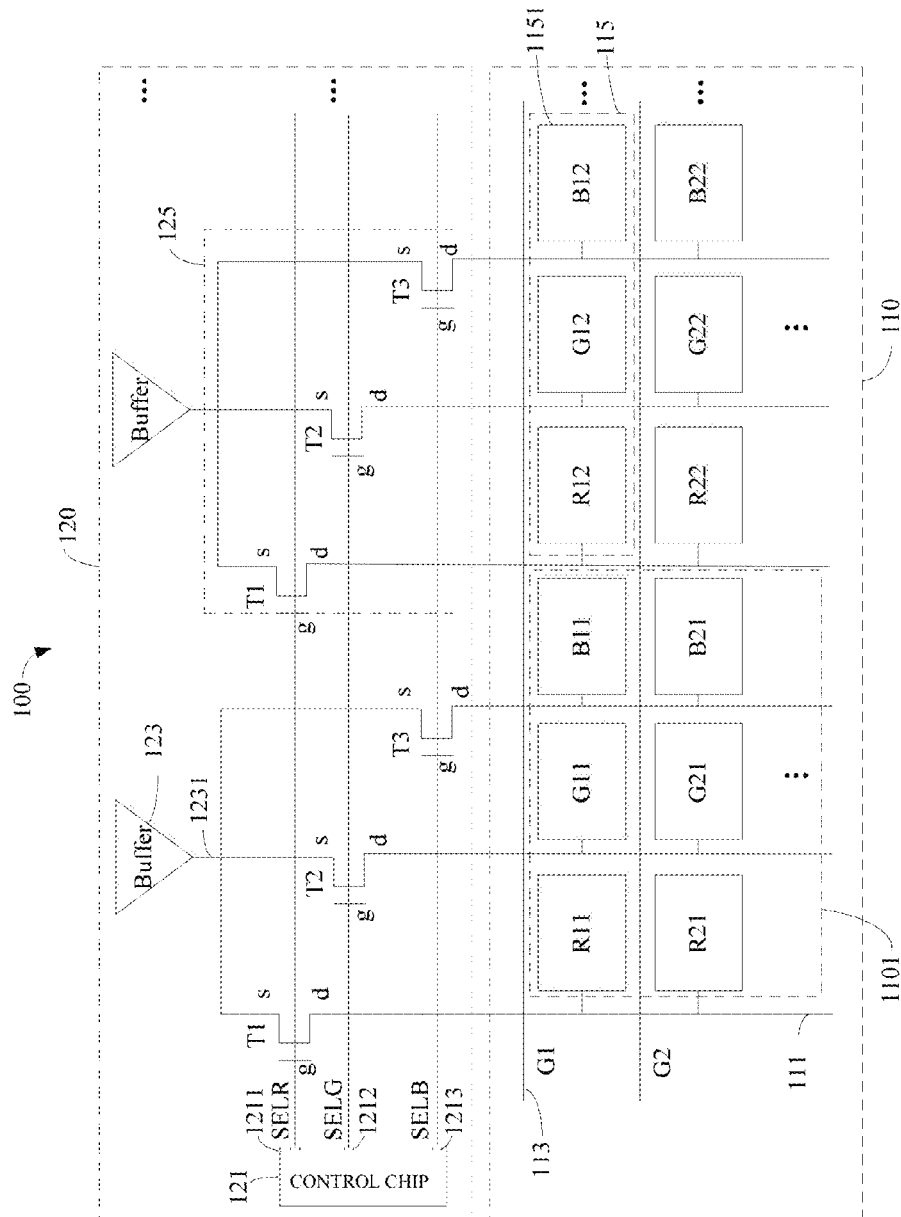 100
120
Buffer
123
1231
Buffer
125
...
s
T1
g
d
s
T2
g
d
s
T3
g
d
s
T1
g
d
s
T2
g
d
s
T3
g
d
...
121
CONTROL CHIP
1211
SELR
SELG
1212
SELB
1213
113
G1
R11
G11
B11
R12
G12
B12
...
1151
115
G2
R21
G21
B21
R22
G22
B22
...
...
...
111
1101
110